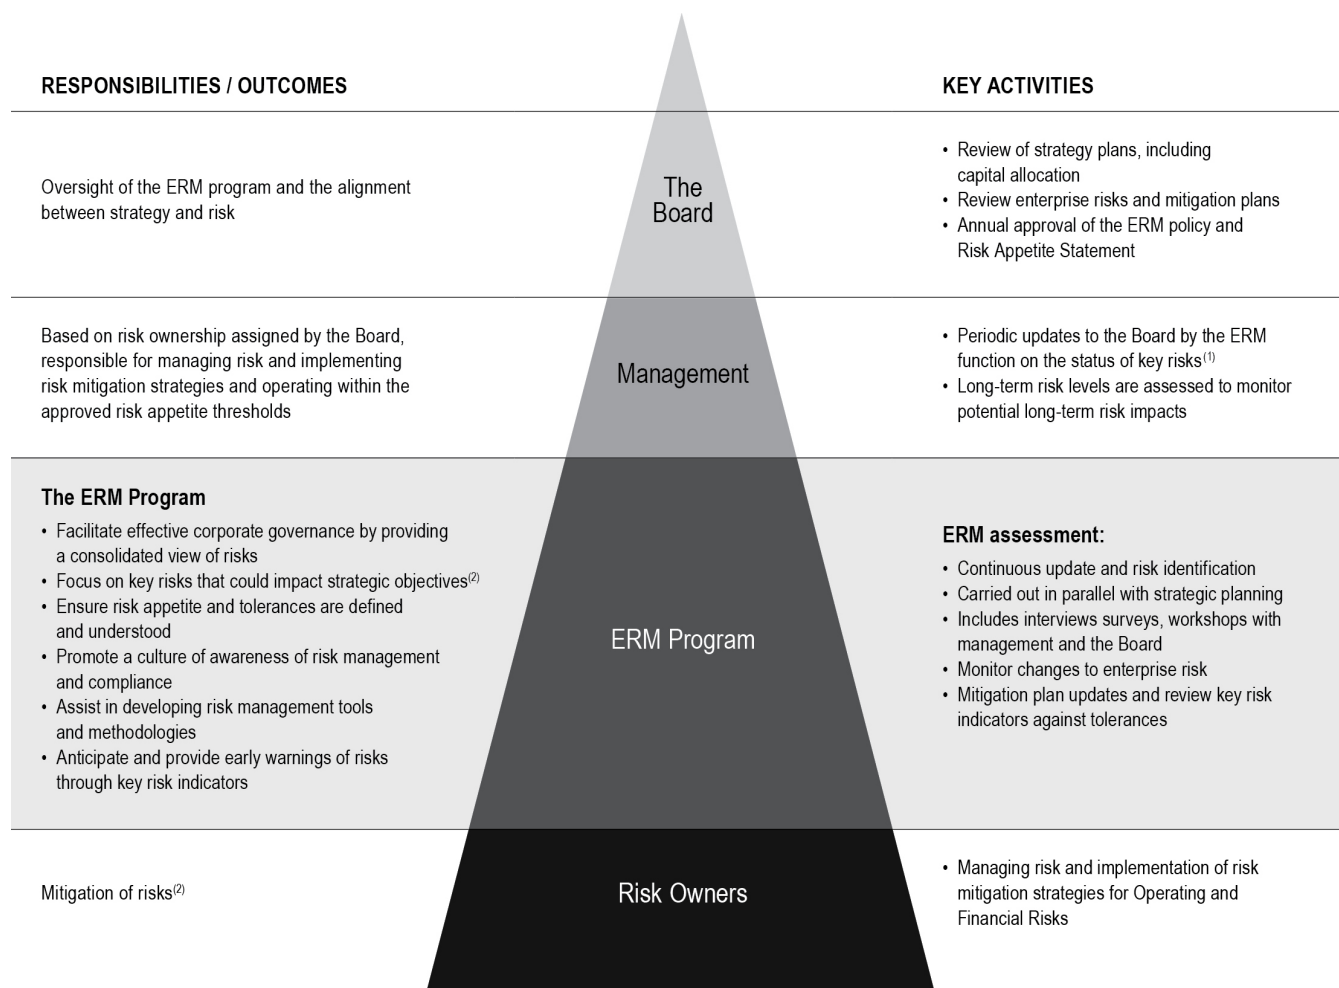 RESPONSIBILITIES / OUTCOMES
KEY ACTIVITIES
Oversight of the ERM program and the alignment
between strategy and risk
The
Board
• Review of strategy plans, including
capital allocation
• Review enterprise risks and mitigation plans
• Annual approval of the ERM policy and
Risk Appetite Statement
Based on risk ownership assigned by the Board,
responsible for managing risk and implementing
risk mitigation strategies and operating within the
approved risk appetite thresholds
Management
• Periodic updates to the Board by the ERM
function on the status of key risks(1)
• Long-term risk levels are assessed to monitor
potential long-term risk impacts
The ERM Program
• Facilitate effective corporate governance by providing
a consolidated view of risks
• Focus on key risks that could impact strategic objectives(2)
• Ensure risk appetite and tolerances are defined
and understood
• Promote a culture of awareness of risk management
and compliance
• Assist in developing risk management tools
and methodologies
• Anticipate and provide early warnings of risks
through key risk indicators
ERM Program
ERM assessment:
• Continuous update and risk identification
• Carried out in parallel with strategic planning
• Includes interviews surveys, workshops with
management and the Board
• Monitor changes to enterprise risk
• Mitigation plan updates and review key risk
indicators against tolerances
Mitigation of risks(2)
Risk Owners
• Managing risk and implementation of risk
mitigation strategies for Operating and
Financial Risks